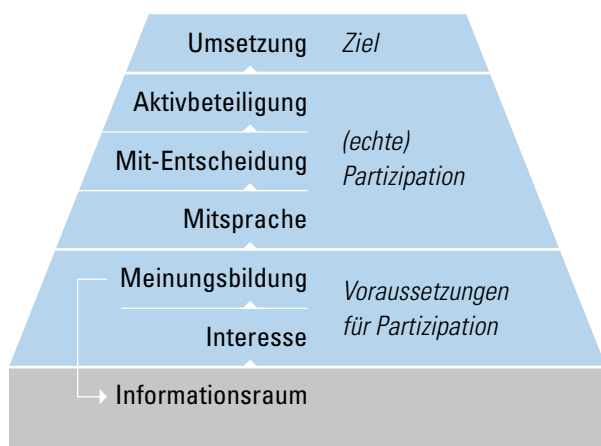 Umsetzung Ziel
Aktivbeteiligung
Mit-Entscheidung
(echte)
Partizipation
Mitsprache
Meinungsbildung
Interesse
Voraussetzungen
für Partizipation
Informationsraum